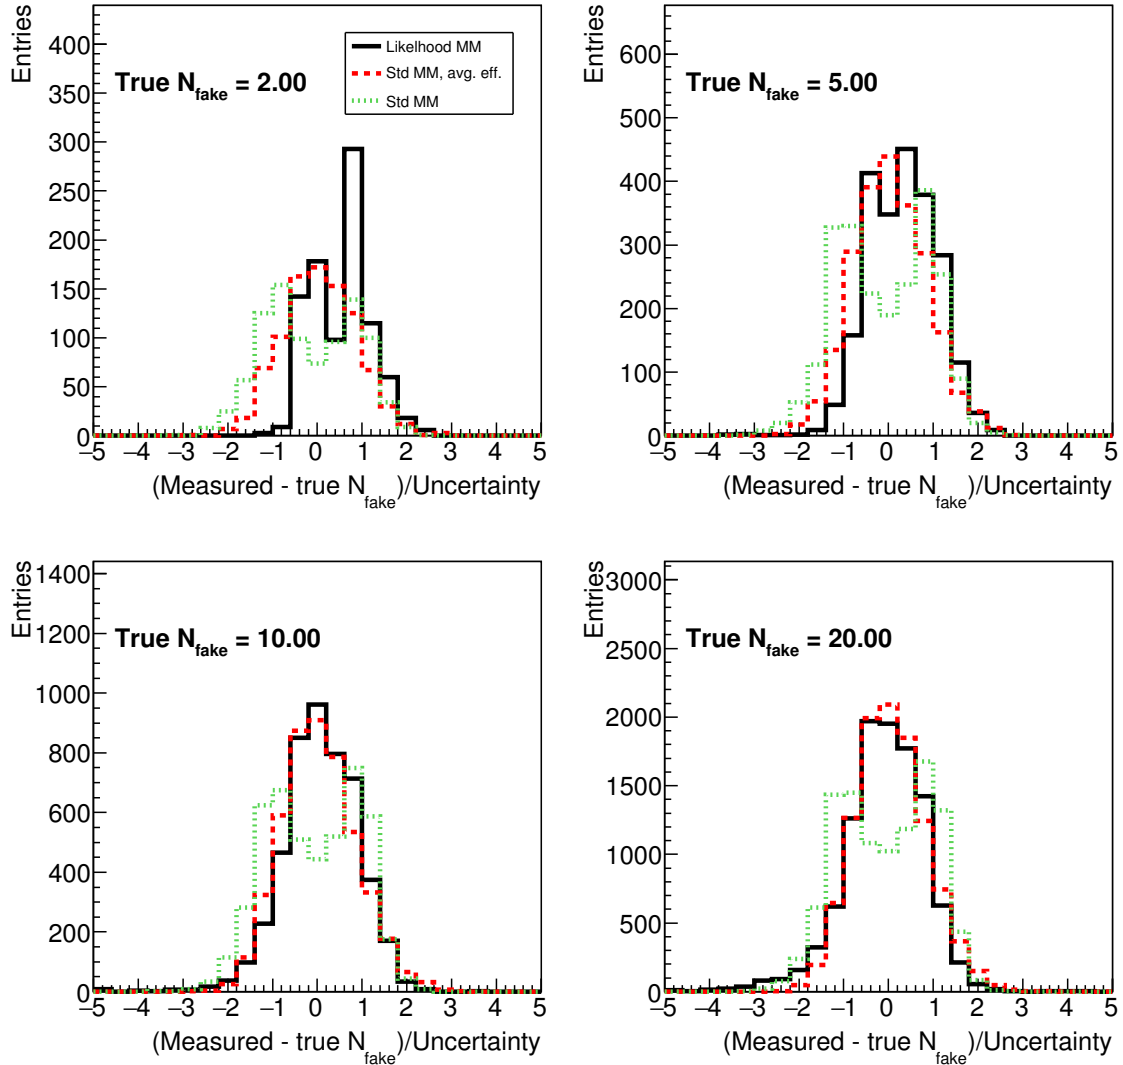 Entries
400
350
300
250
200
150
100
50
0
True N_fake = 2.00
Likelhood MM
Std MM, avg. eff.
Std MM
−5 −4 −3 −2 −1 0 1 2 3 4 5
(Measured - true N_fake)/Uncertainty
Entries
600
500
400
300
200
100
0
True N_fake = 5.00
−5 −4 −3 −2 −1 0 1 2 3 4 5
(Measured - true N_fake)/Uncertainty
Entries
1400
1200
1000
800
600
400
200
0
True N_fake = 10.00
−5 −4 −3 −2 −1 0 1 2 3 4 5
(Measured - true N_fake)/Uncertainty
Entries
3000
2500
2000
1500
1000
500
0
True N_fake = 20.00
−5 −4 −3 −2 −1 0 1 2 3 4 5
(Measured - true N_fake)/Uncertainty